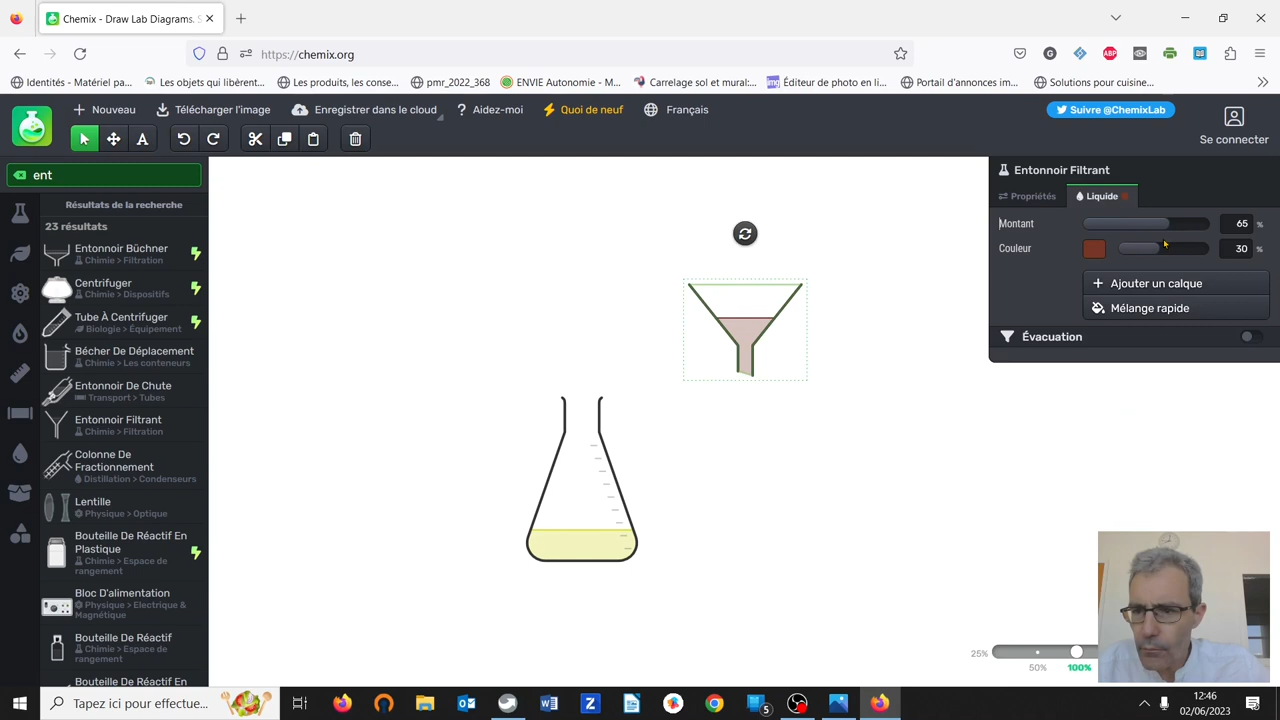 Chemix - Draw Lab Diagrams. S
https://chemix.org
Identités - Matériel pa...
Les objets qui libèrent...
Les produits, les conse...
pmr_2022_368
ENVIE Autonomie - M...
Carrelage sol et mural:...
Éditeur de photo en li...
Portail d'annonces im...
Solutions pour cuisine...
Nouveau
Télécharger l'image
Enregistrer dans le cloud
? Aidez-moi
Quoi de neuf
Français
Suivre @ChemixLab
Se connecter
ent
Résultats de la recherche
23 résultats
Entonnoir Büchner
Chimie > Filtration
Centrifuger
Chimie > Dispositifs
Tube À Centrifuger
Biologie > Équipement
Bécher De Déplacement
Chimie > Les conteneurs
Entonnoir De Chute
Transport > Tubes
Entonnoir Filtrant
Chimie > Filtration
Colonne De
Fractionnement
Distillation > Condenseurs
Lentille
Physique > Optique
Bouteille De Réactif En
Plastique
Chimie > Espace de
rangement
Bloc D'alimentation
Physique > Electrique &
Magnétique
Bouteille De Réactif
Chimie > Espace de
rangement
Bouteille De Réactif En
Entonnoir Filtrant
Propriétés
Liquide
Montant
65 %
Couleur
30 %
+ Ajouter un calque
Mélange rapide
Évacuation
25%
50%
100%
Tapez ici pour effectue...
5
12:46
02/06/2023